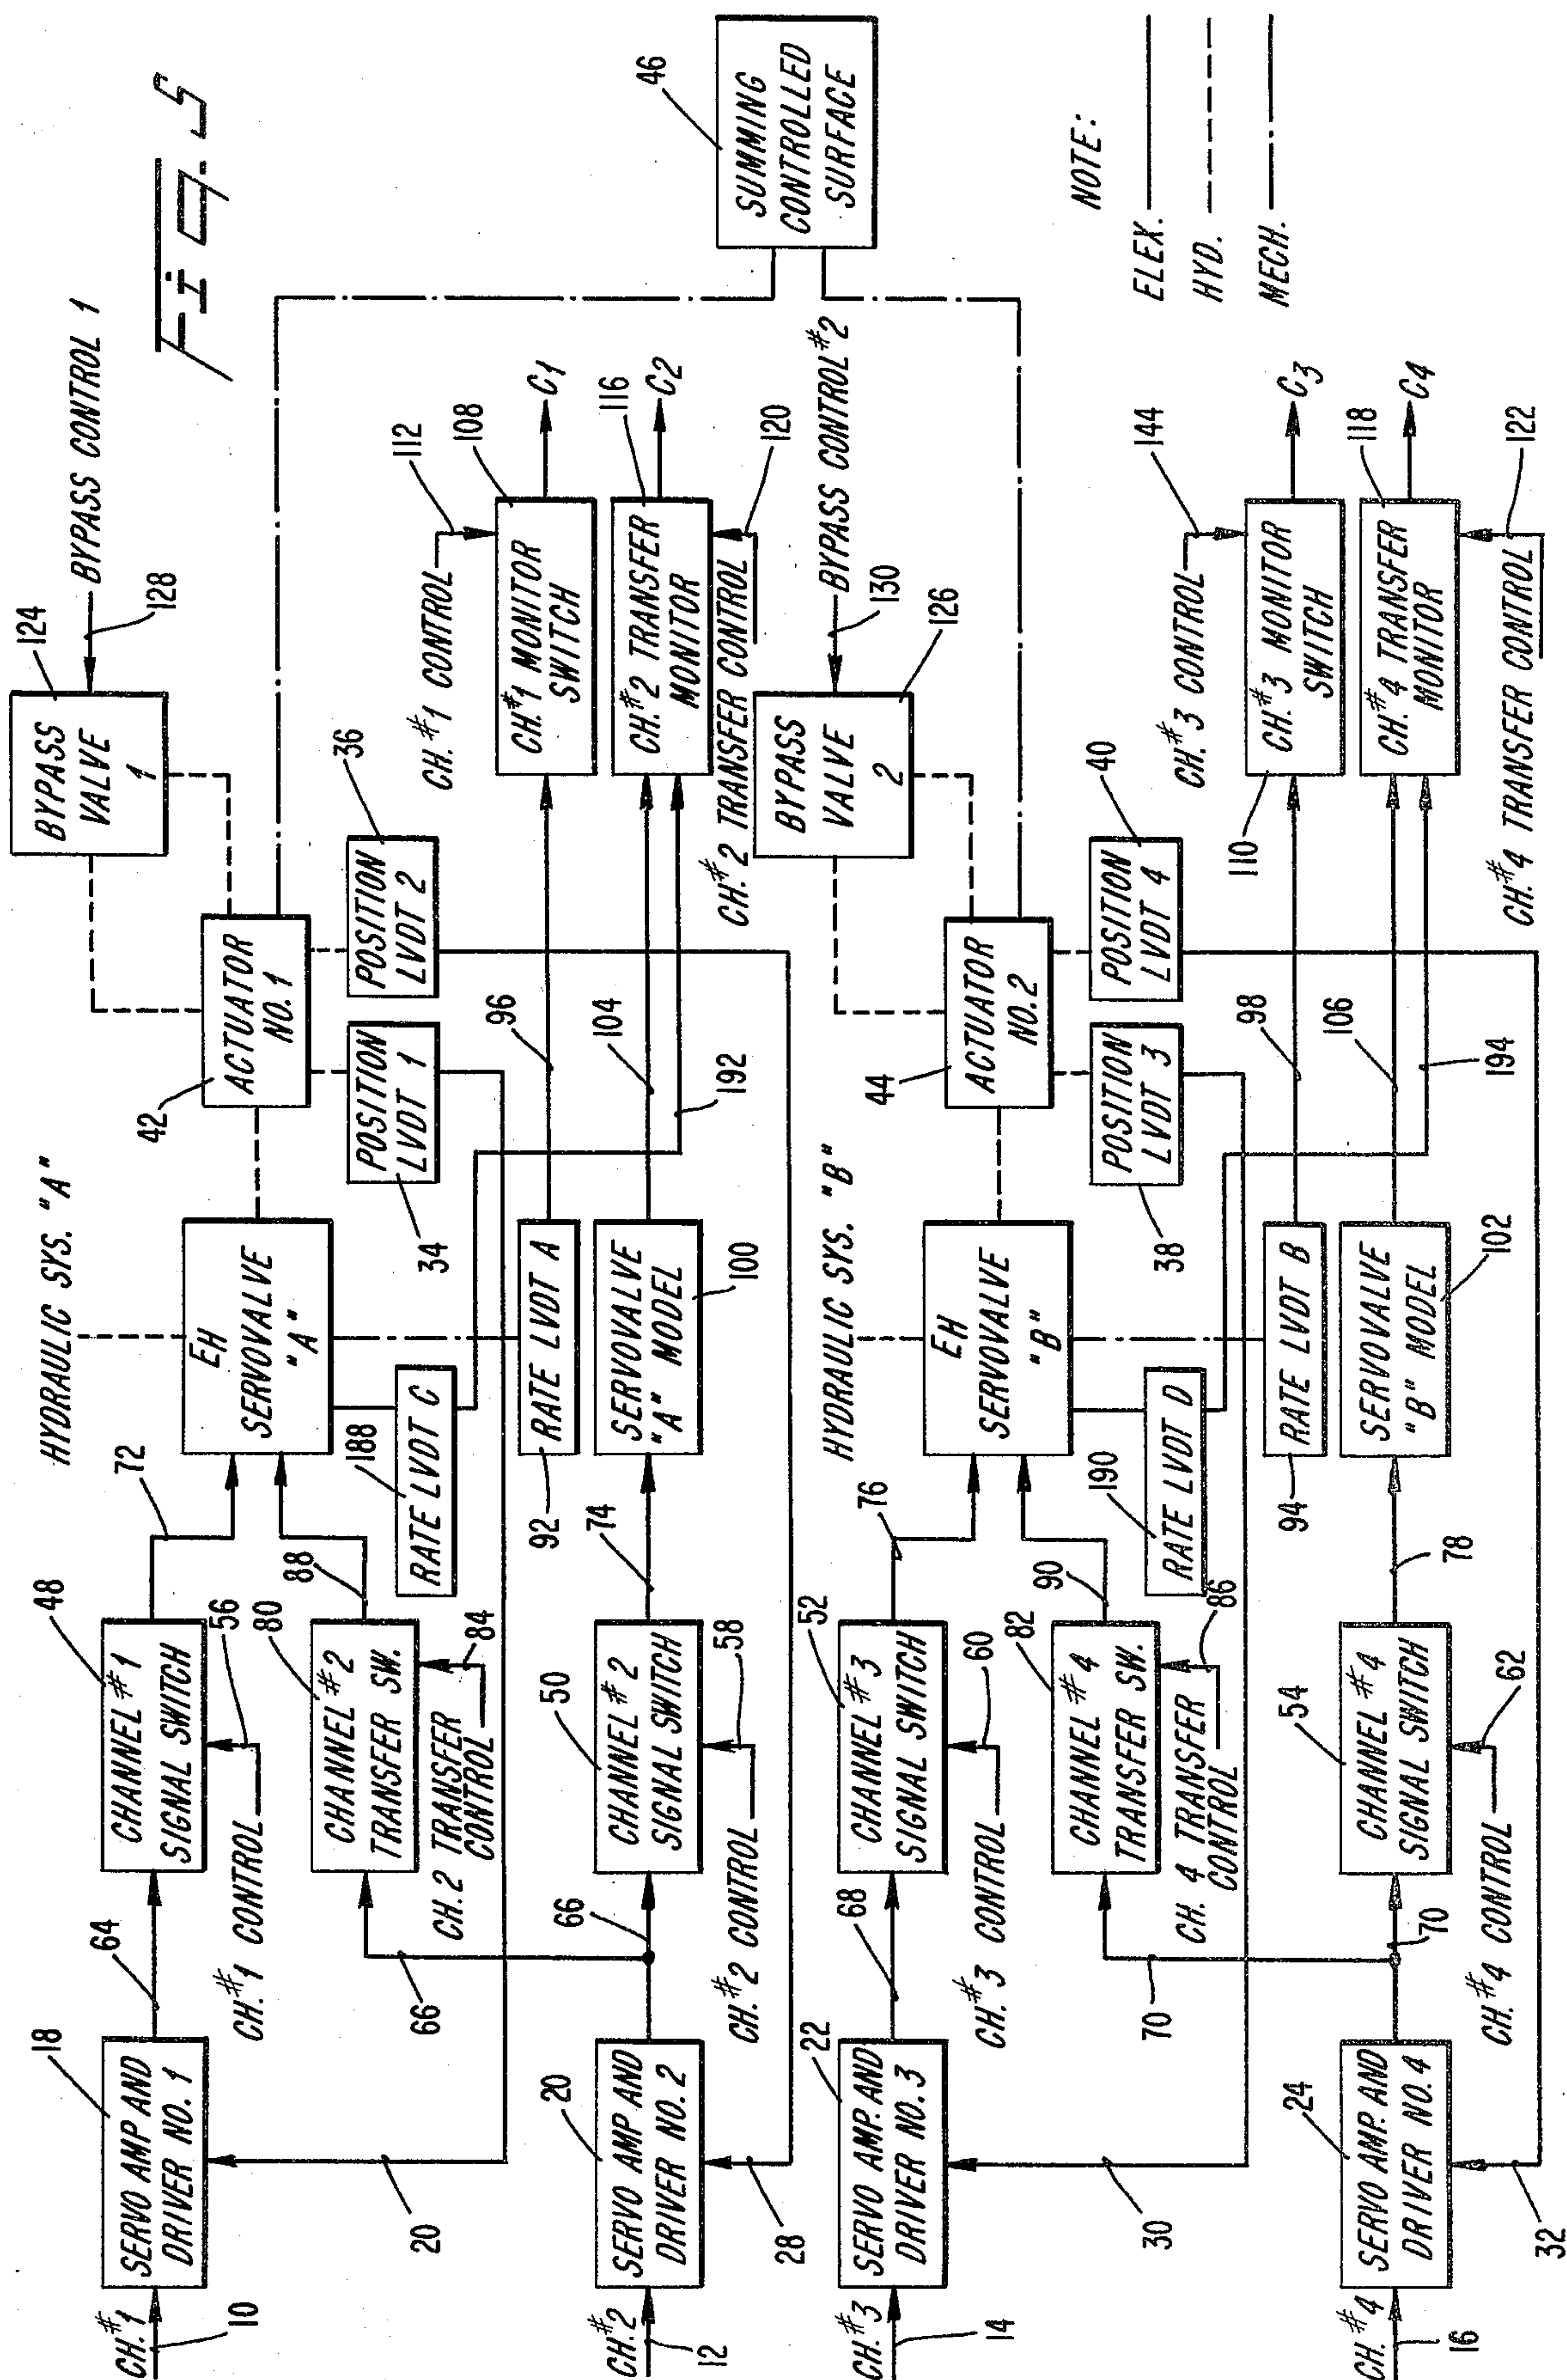 Fig. 5
CH.#1
10
SERVO AMP AND
DRIVER NO. 1
18
20
64
CHANNEL #1
SIGNAL SWITCH
48
56
CH.#1 CONTROL
72
HYDRAULIC SYS. "A"
EH
SERVOVALVE
"A"
ACTUATOR
NO. 1
42
BYPASS
VALVE
1
124
128
BYPASS CONTROL 1
CHANNEL #2
TRANSFER SW.
80
88
84
CH. 2 TRANSFER
CONTROL
66
RATE LVDT C
188
POSITION
LVDT 1
34
POSITION
LVDT 2
36
RATE LVDT A
92
96
CH.#1 CONTROL
112
CH.#1 MONITOR
SWITCH
108
C1
CH.2
12
SERVO AMP AND
DRIVER NO. 2
20
28
66
CHANNEL #2
SIGNAL SWITCH
50
58
CH.#2 CONTROL
74
SERVOVALVE
"A" MODEL
100
104
192
CH.#2 TRANSFER
MONITOR
116
C2
120
CH.#2 TRANSFER CONTROL
SUMMING
CONTROLLED
SURFACE
46
CH.#3
14
SERVO AMP. AND
DRIVER NO. 3
22
30
68
CHANNEL #3
SIGNAL SWITCH
52
60
CH.#3 CONTROL
76
HYDRAULIC SYS. "B"
EH
SERVOVALVE
"B"
ACTUATOR
NO. 2
44
BYPASS
VALVE
2
126
130
BYPASS CONTROL #2
CHANNEL #4
TRANSFER SW.
82
90
86
CH. 4 TRANSFER
CONTROL
70
RATE LVDT D
190
POSITION
LVDT 3
38
POSITION
LVDT 4
40
RATE LVDT B
94
98
CH.#3 CONTROL
144
CH.#3 MONITOR
SWITCH
110
C3
CH.#4
16
SERVO AMP. AND
DRIVER NO. 4
24
32
70
CHANNEL #4
SIGNAL SWITCH
54
62
CH.#4 CONTROL
78
SERVOVALVE
"B" MODEL
102
106
194
CH.#4 TRANSFER
MONITOR
118
C4
122
CH.#4 TRANSFER CONTROL
NOTE:
ELEX.
HYD.
MECH.